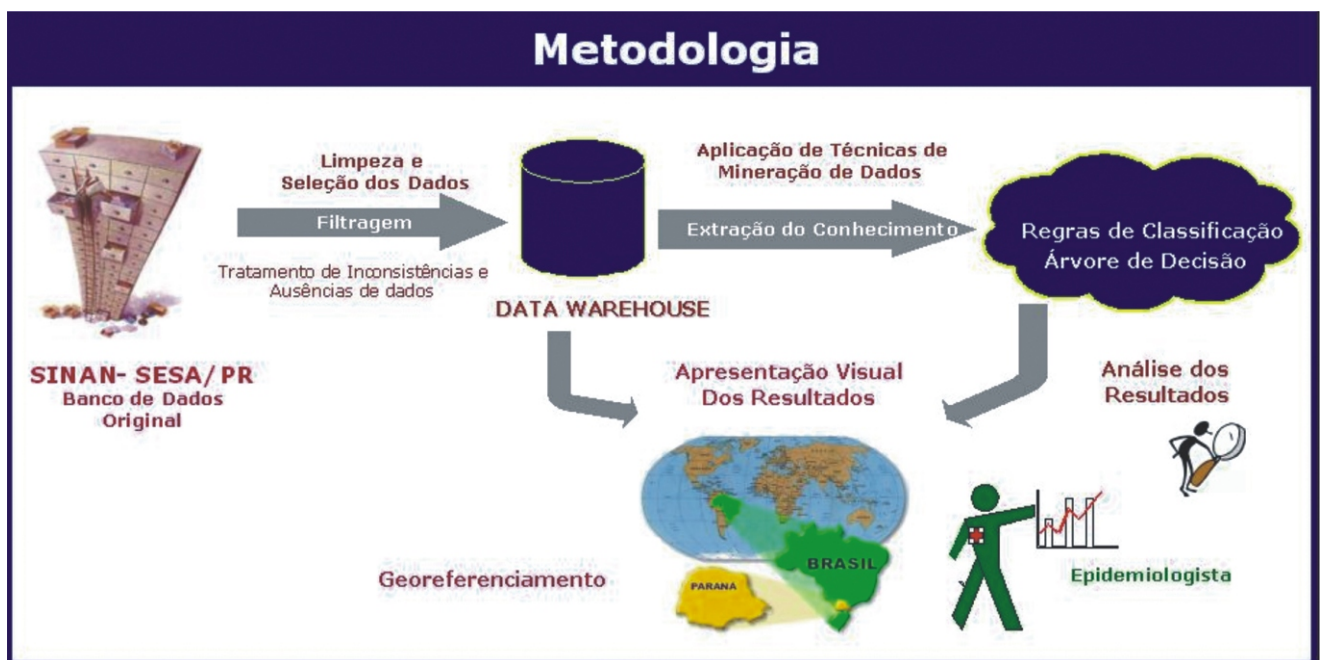 Metodologia
Limpeza e
Seleção dos Dados
Filtragem
Tratamento de Inconsistências e
Ausências de dados
SINAN- SESA/PR
Banco de Dados
Original
DATA WAREHOUSE
Aplicação de Técnicas de
Mineração de Dados
Extração do Conhecimento
Regras de Classificação
Árvore de Decisão
Apresentação Visual
Dos Resultados
Análise dos
Resultados
Georeferenciamento
BRASIL
PARANA
Epidemiologista